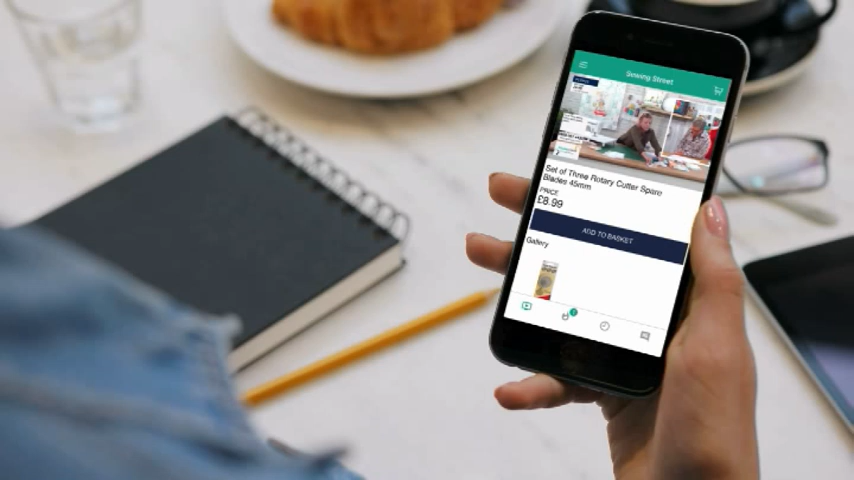 Sewing Street
Set of Three Rotary Cutter Spare
Blades 45mm
PRICE
£8.99
ADD TO BASKET
Gallery